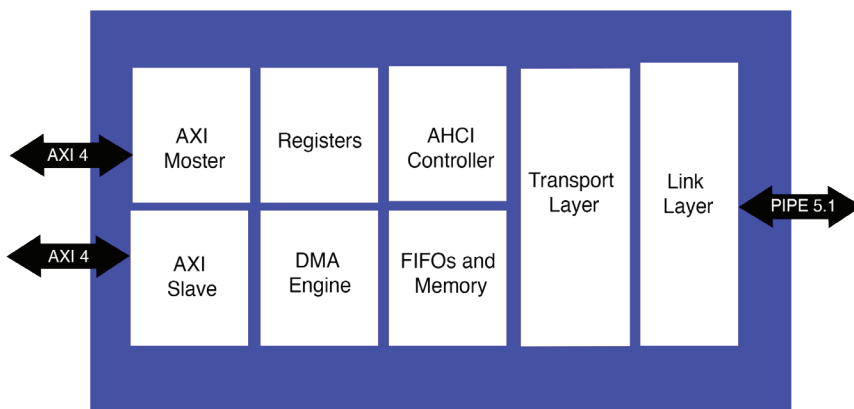 AXI 4
AXI
Moster
Registers
AHCI
Controller
Transport
Layer
Link
Layer
PIPE 5.1
AXI 4
AXI
Slave
DMA
Engine
FIFOs and
Memory